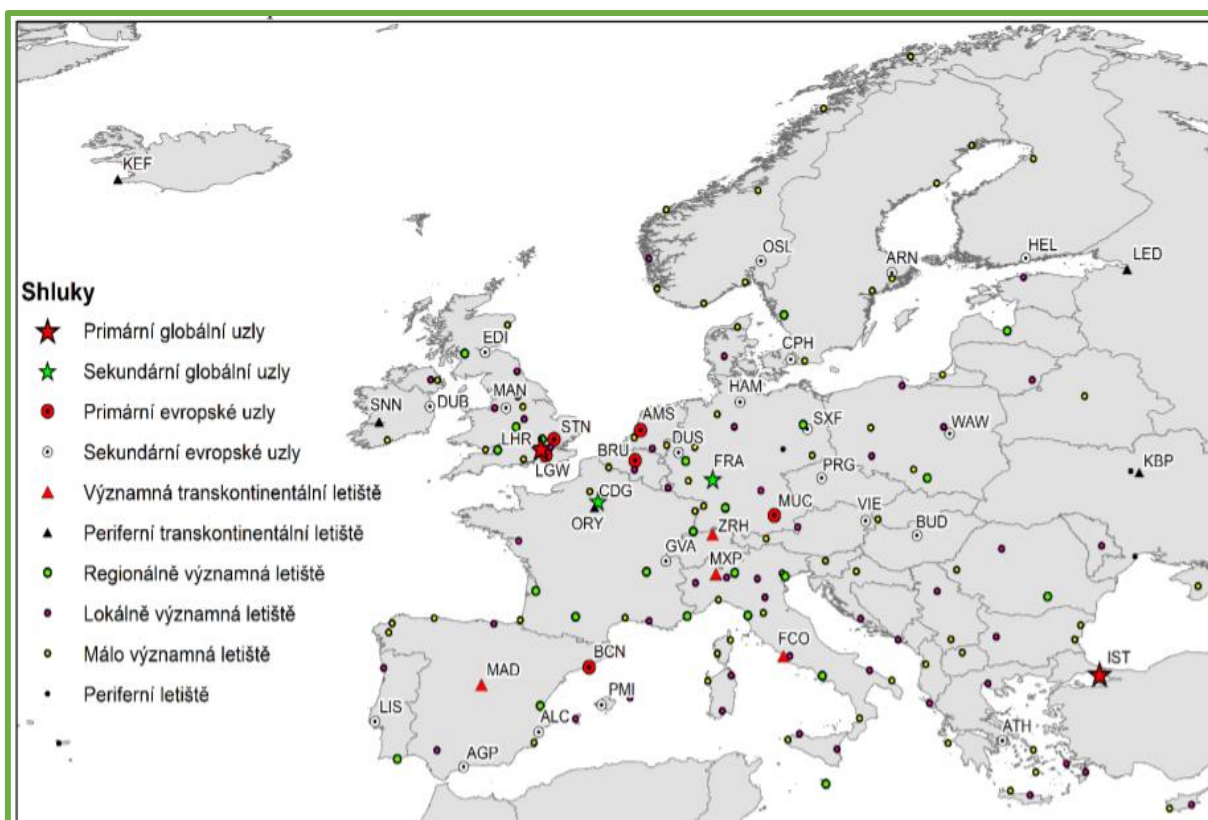 KEF
OSL
ARN
HEL
LED
Shluky
Primární globální uzly
Sekundární globální uzly
Primární evropské uzly
Sekundární evropské uzly
Významná transkontinentální letiště
Periferní transkontinentální letiště
Regionálně významná letiště
Lokálně významná letiště
Málo významná letiště
Periferní letiště
EDI
CPH
MAN
HAM
SNN
DUB
AMS
SXF
WAW
LHR
STN
DUS
LGW
BRU
FRA
PRG
KBP
CDG
MUC
ORY
ZRH
VIE
BUD
GVA
MXP
FCO
BCN
IST
MAD
PMI
LIS
ALC
ATH
AGP